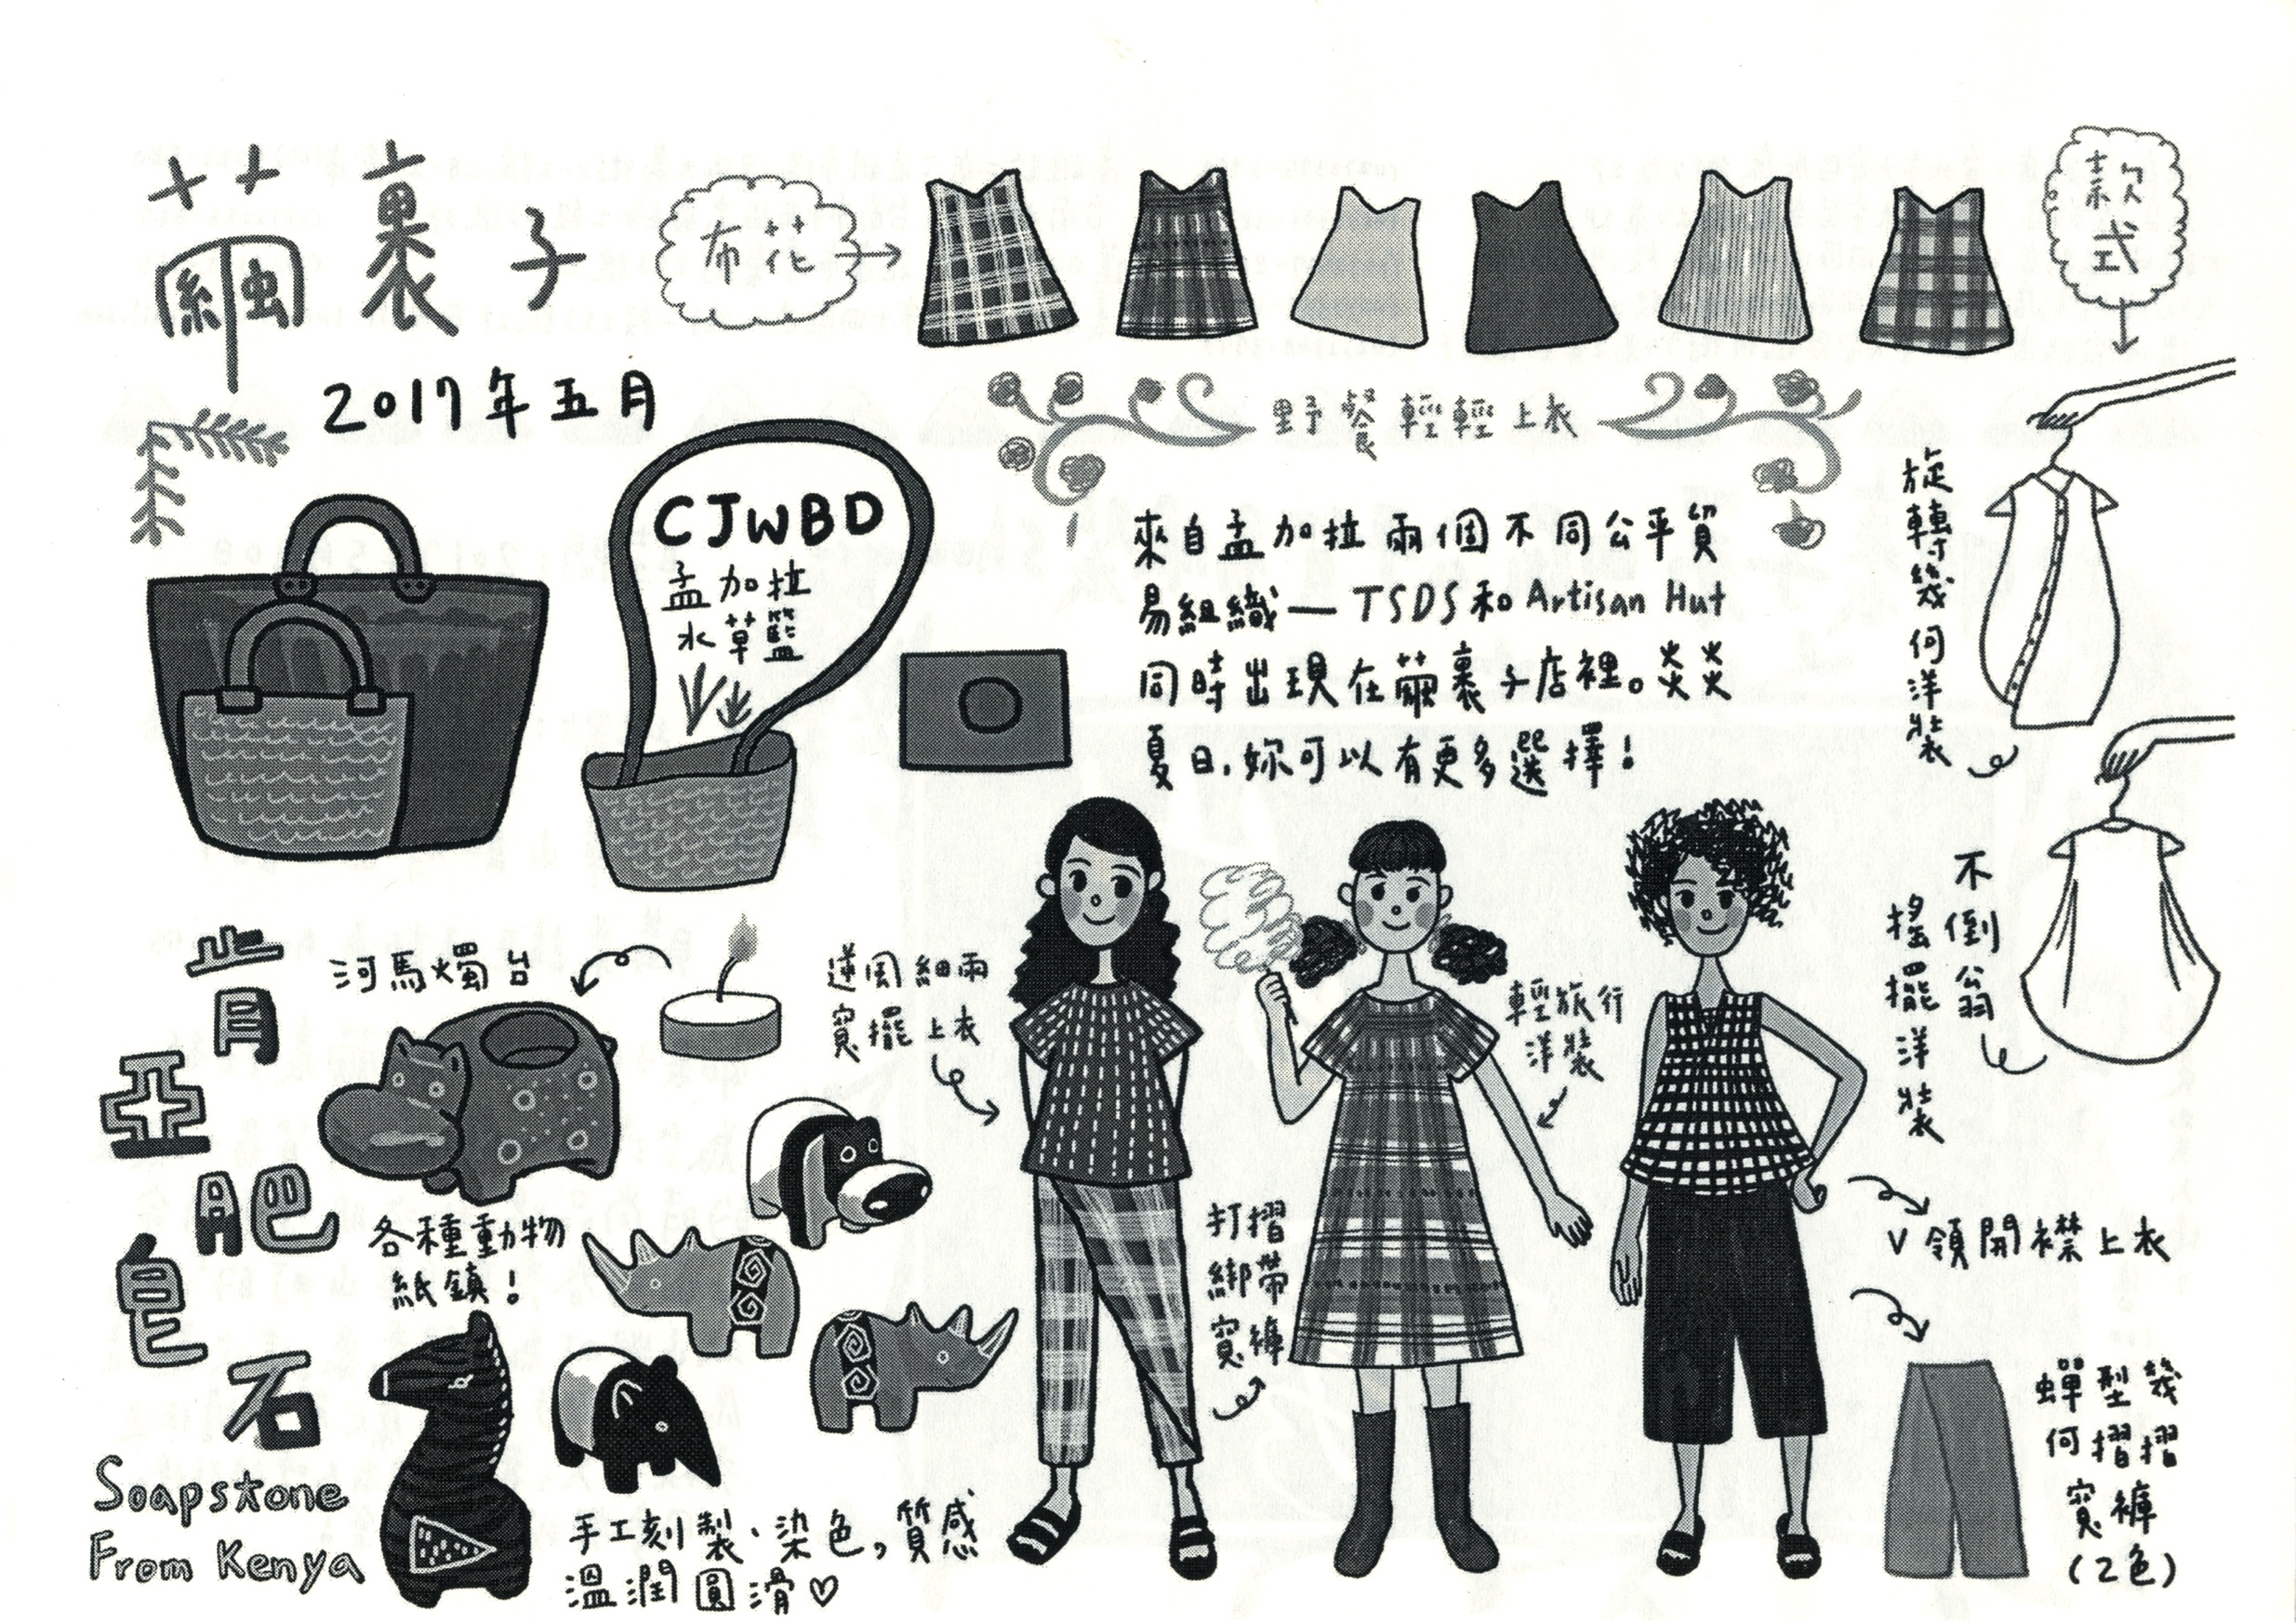 繭裹子
2017年五月
布花
款式
野餐輕輕上衣
來自孟加拉兩個不同公平貿
易組織—TSDS和Artisan Hut
同時出現在繭裹子店裡。炎炎
夏日,妳可以有更多選擇!
旋轉幾何洋裝
不倒翁
搖擺洋裝
CJWBD
孟加拉
水草籃
肯亞肥皂石
Soapstone
From Kenya
河馬燭台
各種動物
紙鎮!
手工刻製、染色,質感
溫潤圓滑♡
逆風細雨
寬擺上衣
打摺
綁帶
寬褲
輕旅行
洋裝
V領開襟上衣
蟬型幾
何摺摺
寬褲
(2色)